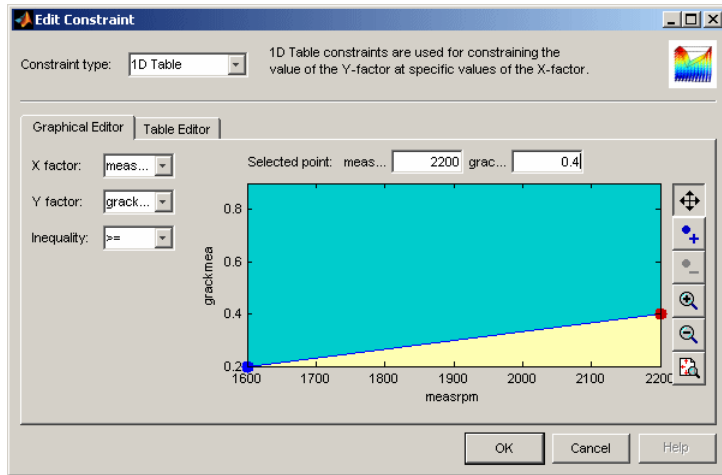 Edit Constraint
Constraint type: 1D Table
1D Table constraints are used for constraining the
value of the Y-factor at specific values of the X-factor.
Graphical Editor Table Editor
X factor: meas...
Y factor: grack...
Inequality: >=
Selected point: meas... 2200 grac... 0.4
0.8
0.6
0.4
0.2
grackmea
1600 1700 1800 1900 2000 2100 2200
measrpm
OK Cancel Help